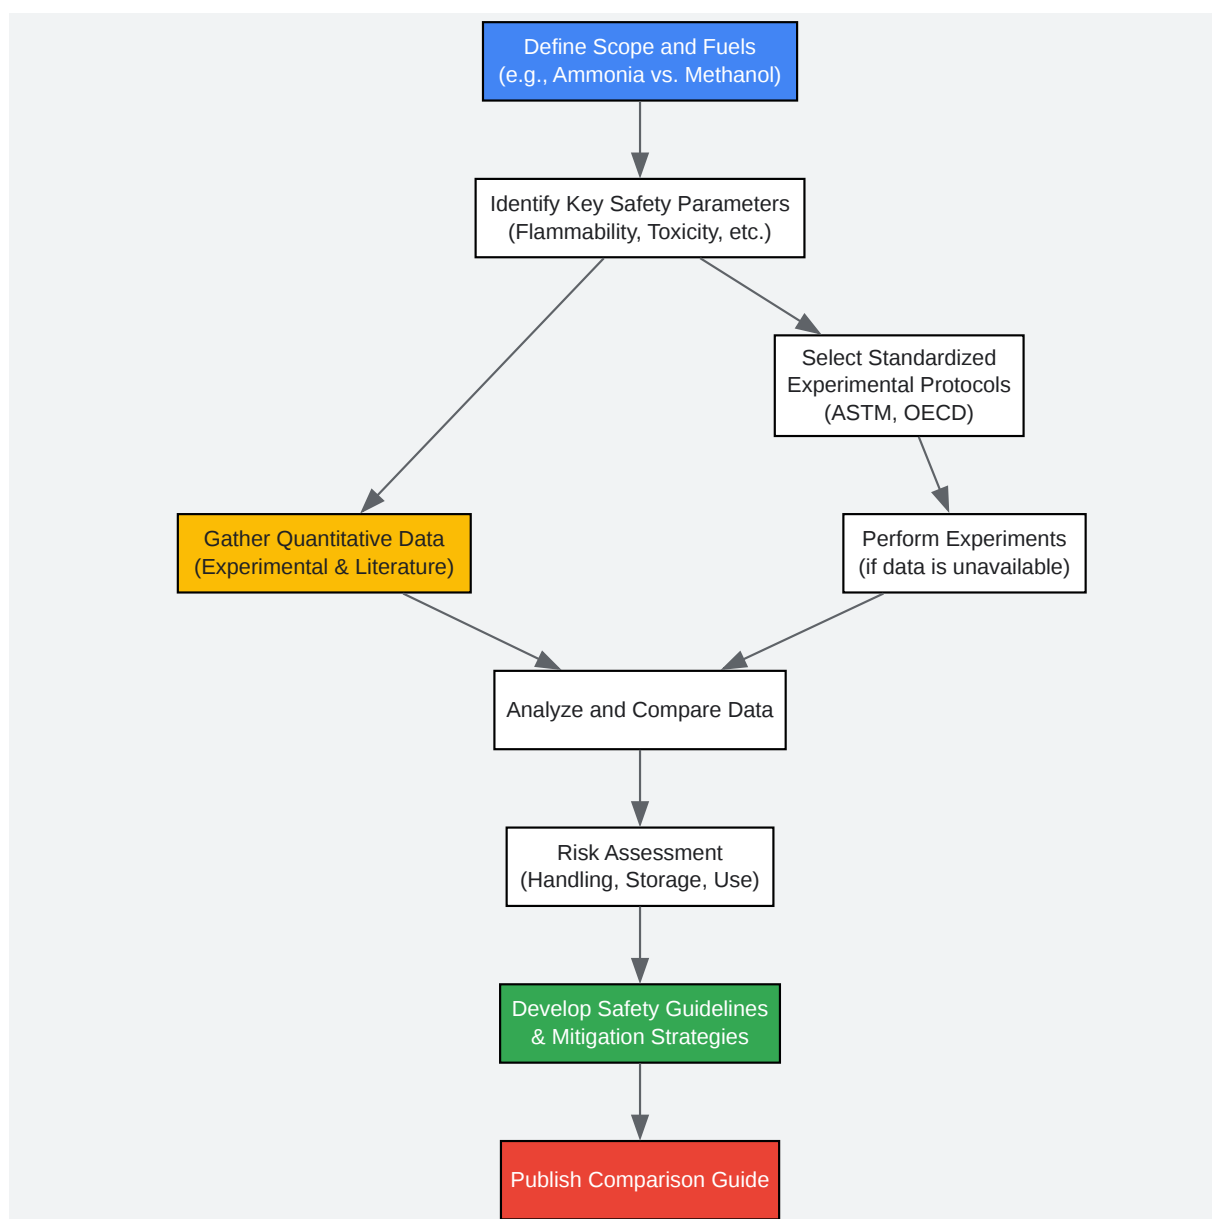 Define Scope and Fuels
(e.g., Ammonia vs. Methanol)
Identify Key Safety Parameters
(Flammability, Toxicity, etc.)
Select Standardized
Experimental Protocols
(ASTM, OECD)
Gather Quantitative Data
(Experimental & Literature)
Perform Experiments
(if data is unavailable)
Analyze and Compare Data
Risk Assessment
(Handling, Storage, Use)
Develop Safety Guidelines
& Mitigation Strategies
Publish Comparison Guide